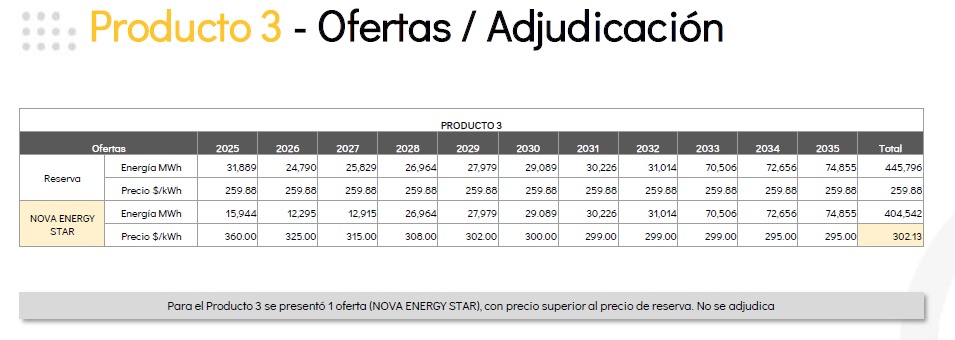 Producto 3 - Ofertas / Adjudicación
PRODUCTO 3
Ofertas 2025 2026 2027 2028 2029 2030 2031 2032 2033 2034 2035 Total
Reserva Energía MWh 31,889 24,790 25,829 26,964 27,979 29,089 30,226 31,014 70,506 72,656 74,855 445,796
Precio $/kWh 259.88 259.88 259.88 259.88 259.88 259.88 259.88 259.88 259.88 259.88 259.88 259.88
NOVA ENERGY
STAR Energía MWh 15,944 12,295 12,915 26,964 27,979 29.089 30,226 31,014 70,506 72,656 74,855 404,542
Precio $/kWh 360.00 325.00 315.00 308.00 302.00 300.00 299.00 299.00 299.00 295.00 295.00 302.13
Para el Producto 3 se presentó 1 oferta (NOVA ENERGY STAR), con precio superior al precio de reserva. No se adjudica